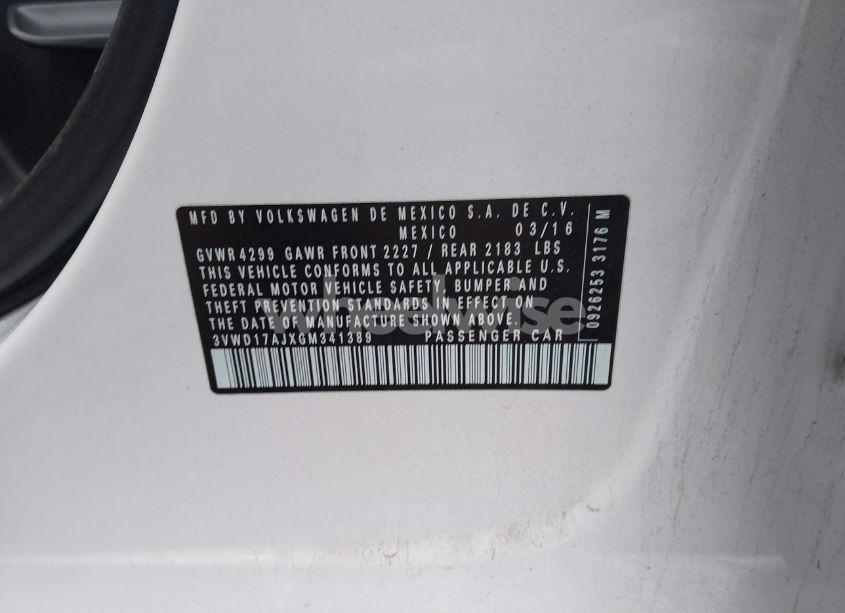 MFD BY VOLKSWAGEN DE MEXICO S.A. DE C.V.
MEXICO 03/16
GVWR 4299 GAWR FRONT 2227 / REAR 2183 LBS
THIS VEHICLE CONFORMS TO ALL APPLICABLE U.S.
FEDERAL MOTOR VEHICLE SAFETY, BUMPER AND
THEFT PREVENTION STANDARDS IN EFFECT ON
THE DATE OF MANUFACTURE SHOWN ABOVE.
3VWD17AJXGM341389 PASSENGER CAR
0926253 3176 M